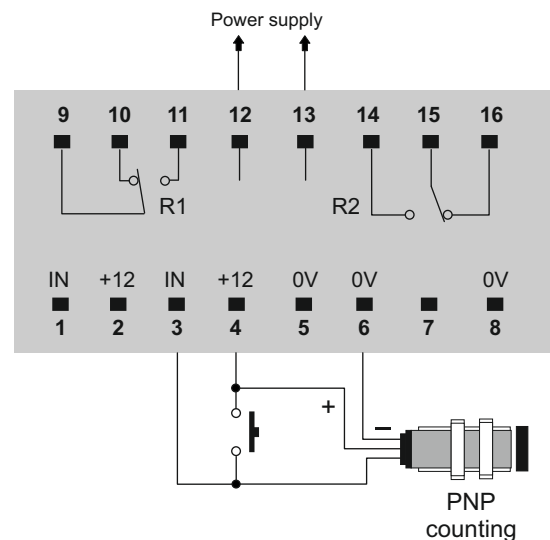 Power supply
9 10 11 12 13 14 15 16
R1 R2
IN +12 IN +12 0V 0V 0V
1 2 3 4 5 6 7 8
+ −
PNP
counting